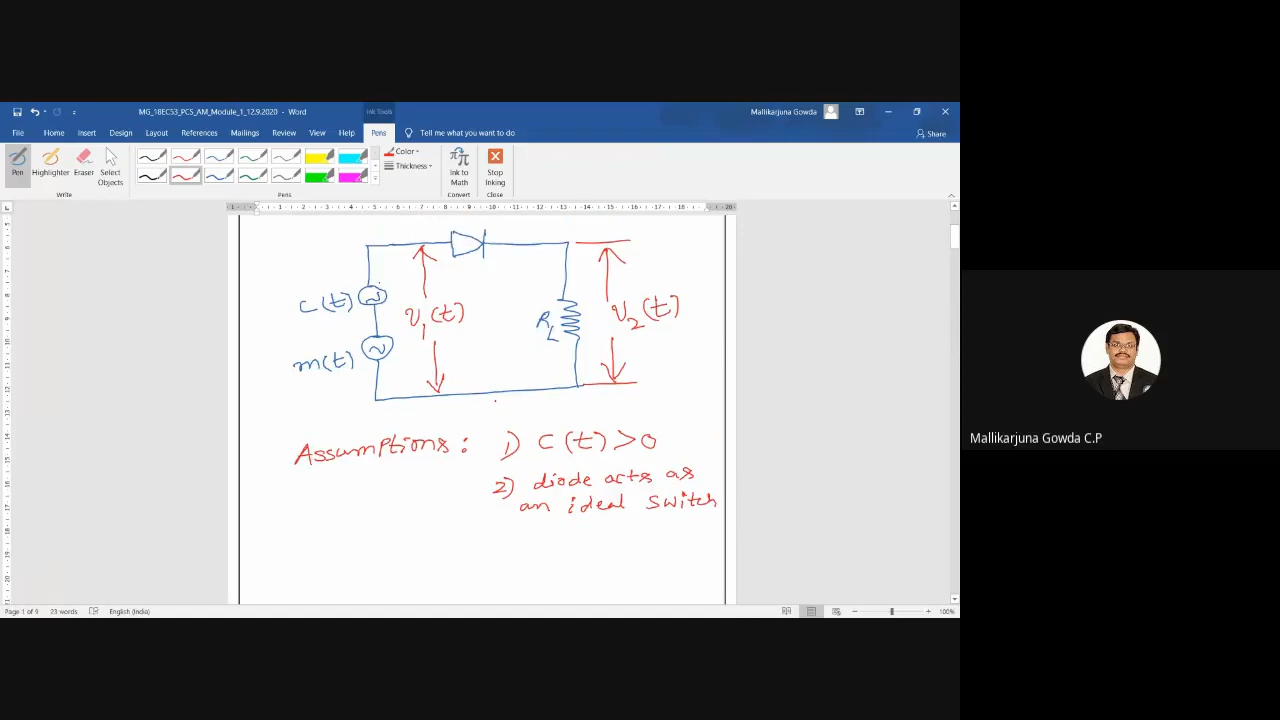 MG_18EC53_PCS_AM_Module_1_12.9.2020 - Word
Ink Tools
Mallikarjuna Gowda
File Home Insert Design Layout References Mailings Review View Help Pens Tell me what you want to do
Share
Pen
Highlighter
Eraser
Select Objects
Color
Thickness
Ink to Math
Stop Inking
Write
Pens
Convert
Close
C(t)
m(t)
V1(t)
RL
V2(t)
Assumptions: 1) C(t)>0
2) diode acts as
an ideal switch
Mallikarjuna Gowda C.P
Page 1 of 9 23 words English (India)
100%